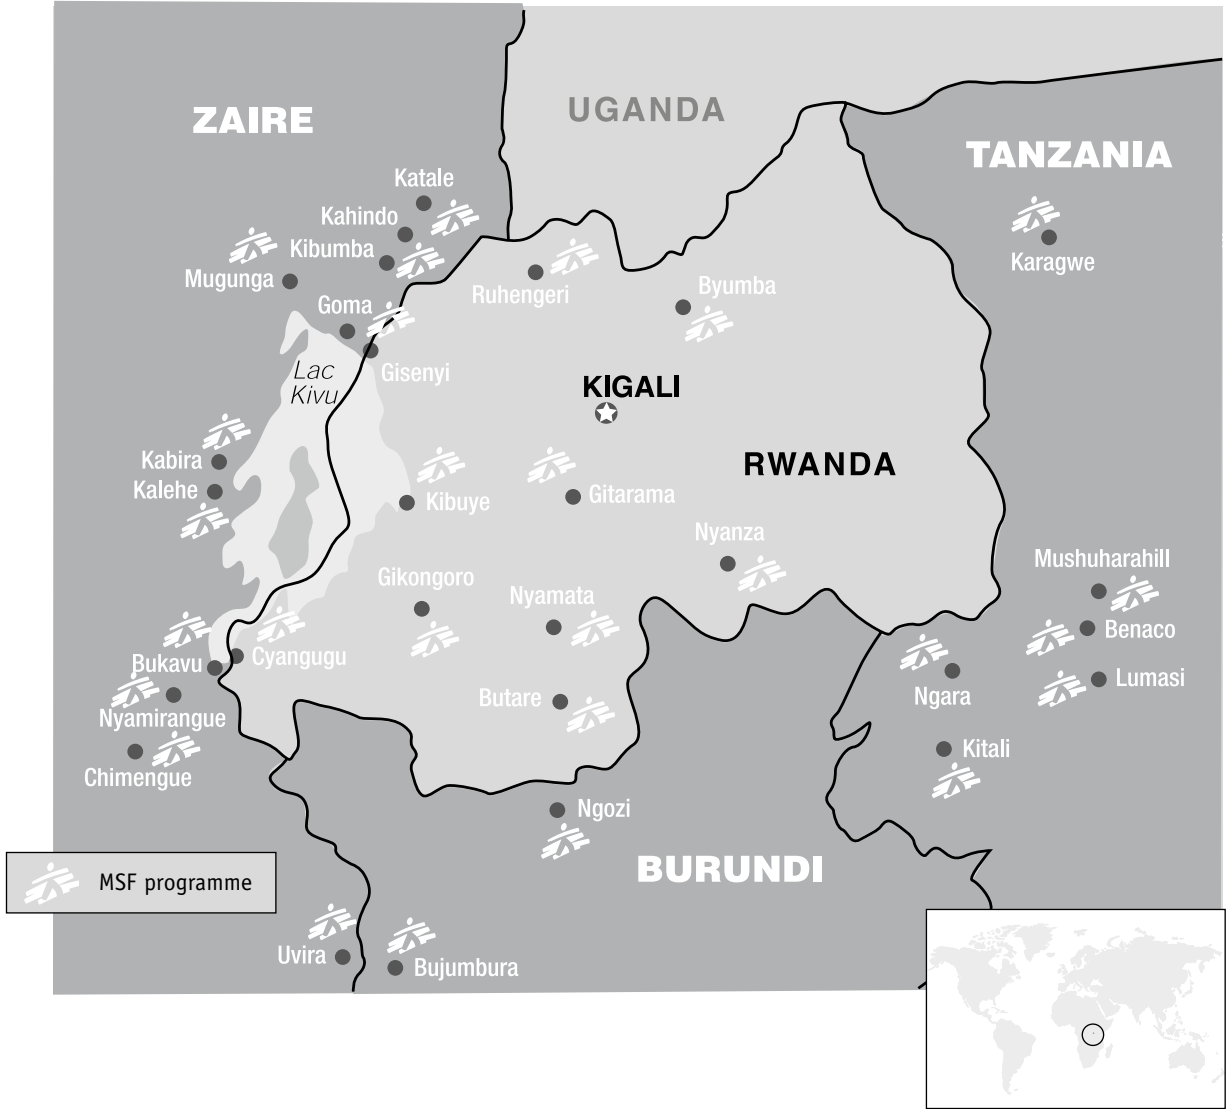 UGANDA
ZAIRE
TANZANIA
Katale
Kahindo
Kibumba
Mugunga
Karagwe
Ruhengeri
Byumba
Goma
Gisenyi
Lac
Kivu
KIGALI
RWANDA
Kabira
Kalehe
Kibuye
Gitarama
Nyanza
Mushuharahill
Gikongoro
Nyamata
Benaco
Bukavu
Cyangugu
Lumasi
Ngara
Butare
Nyamirangue
Kitali
Chimengue
Ngozi
BURUNDI
MSF programme
Uvira
Bujumbura